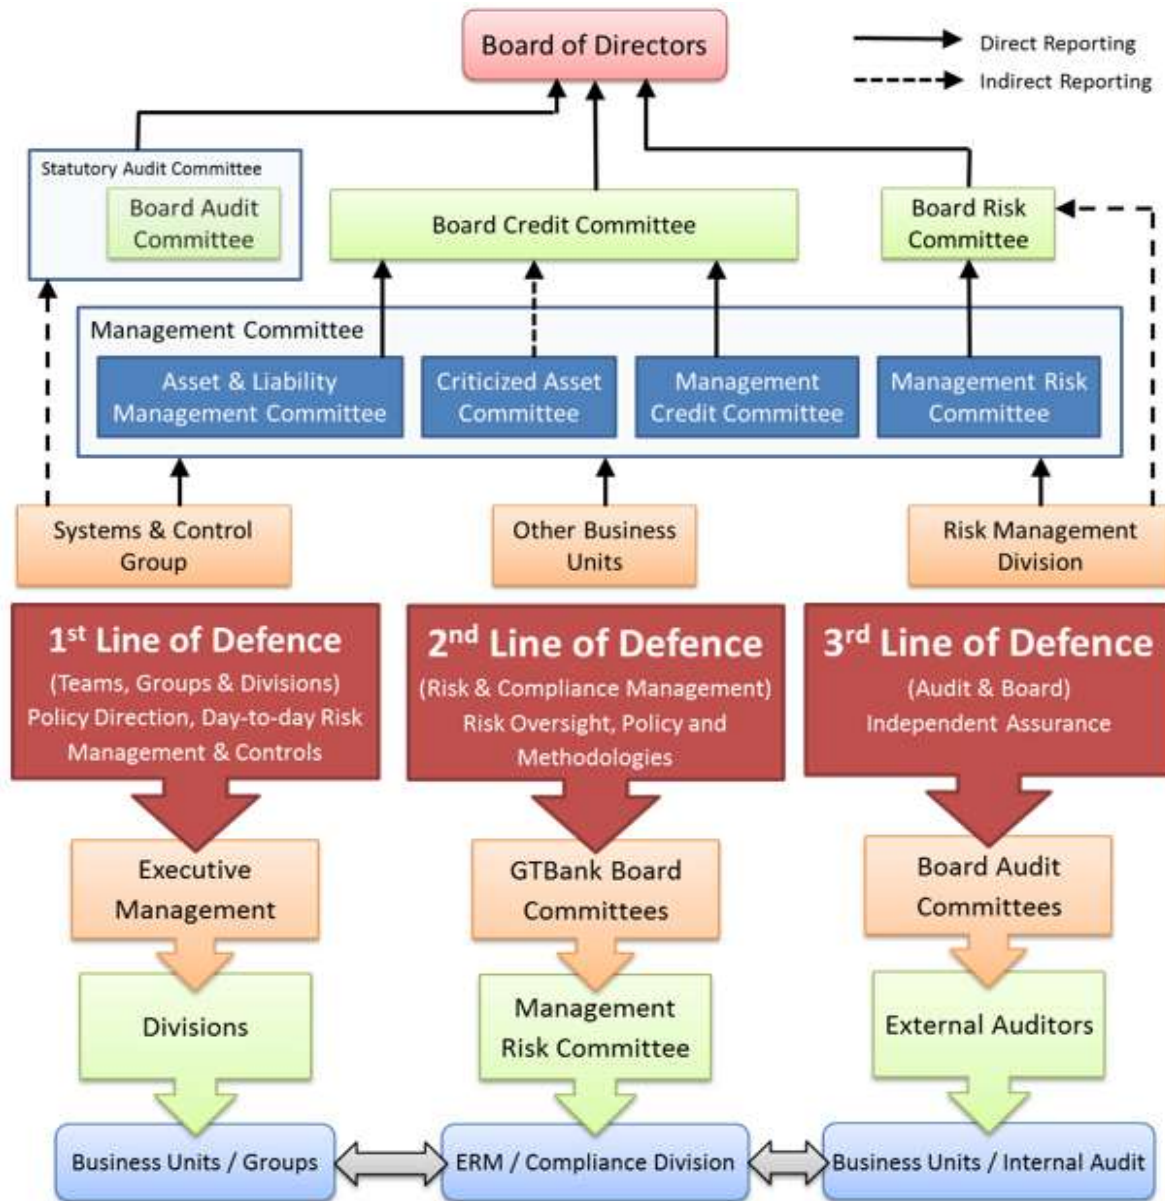 Board of Directors
Direct Reporting
Indirect Reporting
Statutory Audit Committee
Board Audit
Committee
Board Credit Committee
Board Risk
Committee
Management Committee
Asset & Liability
Management Committee
Criticized Asset
Committee
Management
Credit Committee
Management Risk
Committee
Systems & Control
Group
Other Business
Units
Risk Management
Division
1st Line of Defence
(Teams, Groups & Divisions)
Policy Direction, Day-to-day Risk
Management & Controls
2nd Line of Defence
(Risk & Compliance Management)
Risk Oversight, Policy and
Methodologies
3rd Line of Defence
(Audit & Board)
Independent Assurance
Executive
Management
GTBank Board
Committees
Board Audit
Committees
Divisions
Management
Risk Committee
External Auditors
Business Units / Groups
ERM / Compliance Division
Business Units / Internal Audit